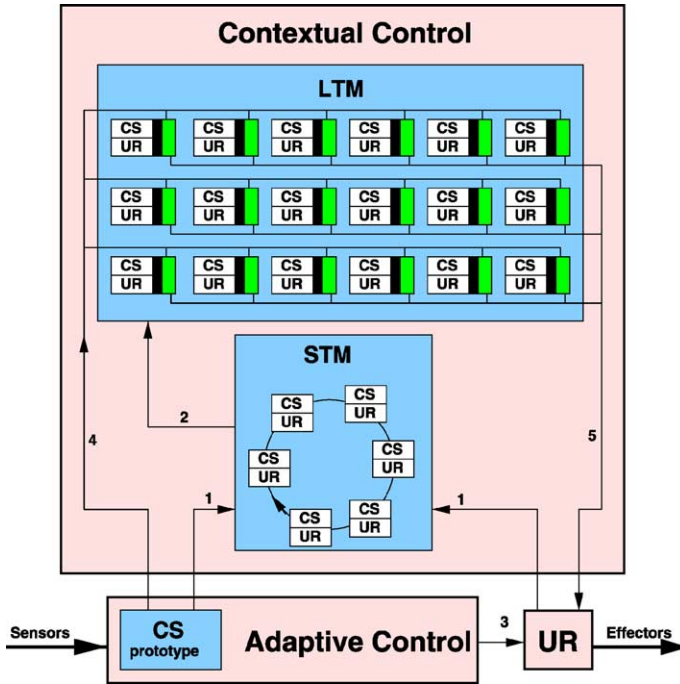 Contextual Control
LTM
CS CS CS CS CS CS
UR UR UR UR UR UR
CS CS CS CS CS CS
UR UR UR UR UR UR
CS CS CS CS CS CS
UR UR UR UR UR UR
STM
CS
UR
CS
UR
CS
UR
CS
UR
CS
UR
CS
UR
2
4
5
1
1
Sensors
CS
prototype
Adaptive Control
3
UR
Effectors